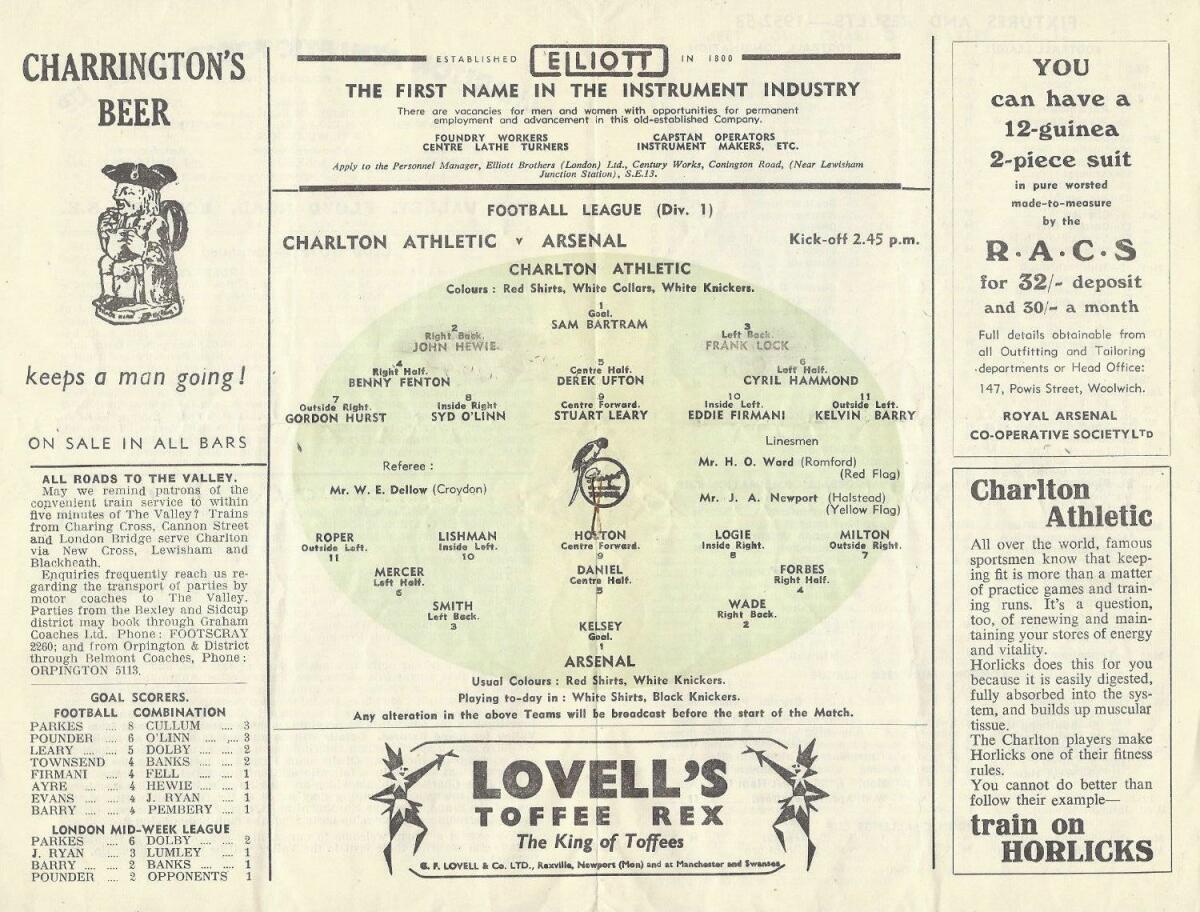 CHARRINGTON'S
BEER
keeps a man going!
ON SALE IN ALL BARS
ALL ROADS TO THE VALLEY.
May we remind patrons of the
convenient train service to within
five minutes of The Valley? Trains
from Charing Cross, Cannon Street
and London Bridge serve Charlton
via New Cross, Lewisham and
Blackheath.
Enquiries frequently reach us re-
garding the transport of parties by
motor coaches to The Valley.
Parties from the Bexley and Sidcup
district may book through Graham
Coaches Ltd. Phone: FOOTSCRAY
2260; and from Orpington & District
through Belmont Coaches, Phone:
ORPINGTON 5113.
GOAL SCORERS.
FOOTBALL COMBINATION
PARKES .... 8 CULLUM .... 3
POUNDER .... 6 O'LINN .... .... 3
LEARY .... .... 5 DOLBY .... .... 2
TOWNSEND 4 BANKS .... .... 2
FIRMANI .... 4 FELL .... .... 1
AYRE .... .... 4 HEWIE .... .... 1
EVANS .... .... 4 J. RYAN .... 1
BARRY .... .... 4 PEMBERY .... 1
LONDON MID-WEEK LEAGUE
PARKES .... 6 DOLBY .... .... 2
J. RYAN .... 3 LUMLEY .... 1
BARRY .... .... 2 BANKS .... .... 1
POUNDER .... 2 OPPONENTS 1
ESTABLISHED ELLIOTT IN 1800
THE FIRST NAME IN THE INSTRUMENT INDUSTRY
There are vacancies for men and women with opportunities for permanent
employment and advancement in this old-established Company.
FOUNDRY WORKERS CAPSTAN OPERATORS
CENTRE LATHE TURNERS INSTRUMENT MAKERS, ETC.
Apply to the Personnel Manager, Elliott Brothers (London) Ltd., Century Works, Conington Road, (Near Lewisham
Junction Station), S.E.13.
FOOTBALL LEAGUE (Div. 1)
CHARLTON ATHLETIC v ARSENAL Kick-off 2.45 p.m.
CHARLTON ATHLETIC
Colours : Red Shirts, White Collars, White Knickers.
1
Goal.
SAM BARTRAM
2 3
Right Back. Left Back.
JOHN HEWIE. FRANK LOCK
4 5 6
Right Half. Centre Half. Left Half.
BENNY FENTON DEREK UFTON CYRIL HAMMOND
7 8 9 10 11
Outside Right. Inside Right Centre Forward. Inside Left. Outside Left.
GORDON HURST SYD O'LINN STUART LEARY EDDIE FIRMANI KELVIN BARRY
Linesmen
Referee : Mr. H. O. Ward (Romford)
(Red Flag)
Mr. W. E. Dellow (Croydon)
Mr. J. A. Newport (Halstead)
(Yellow Flag)
ROPER LISHMAN HOLTON LOGIE MILTON
Outside Left. Inside Left. Centre Forward. Inside Right. Outside Right.
11 10 9 8 7
MERCER DANIEL FORBES
Left Half. Centre Half. Right Half.
6 5 4
SMITH WADE
Left Back. Right Back.
3 2
KELSEY
Goal.
1
ARSENAL
Usual Colours : Red Shirts, White Knickers.
Playing to-day in : White Shirts, Black Knickers.
Any alteration in the above Teams will be broadcast before the start of the Match.
LOVELL'S
TOFFEE REX
The King of Toffees
G. F. LOVELL & Co. LTD., Rexville, Newport (Mon) and at Manchester and Swansea
YOU
can have a
12-guinea
2-piece suit
in pure worsted
made-to-measure
by the
R·A·C·S
for 32/- deposit
and 30/- a month
Full details obtainable from
all Outfitting and Tailoring
departments or Head Office:
147, Powis Street, Woolwich.
ROYAL ARSENAL
CO-OPERATIVE SOCIETY LTD
Charlton
Athletic
All over the world, famous
sportsmen know that keep-
ing fit is more than a matter
of practice games and train-
ing runs. It's a question,
too, of renewing and main-
taining your stores of energy
and vitality.
Horlicks does this for you
because it is easily digested,
fully absorbed into the sys-
tem, and builds up muscular
tissue.
The Charlton players make
Horlicks one of their fitness
rules.
You cannot do better than
follow their example—
train on
HORLICKS